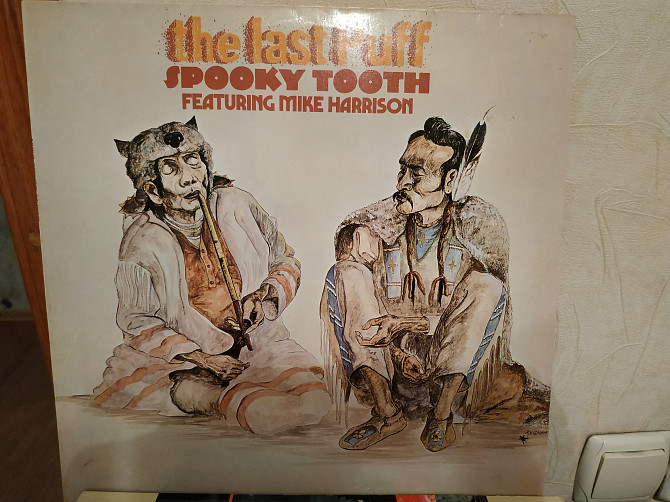 the last Puff
SPOOKY TOOTH
FEATURING MIKE HARRISON